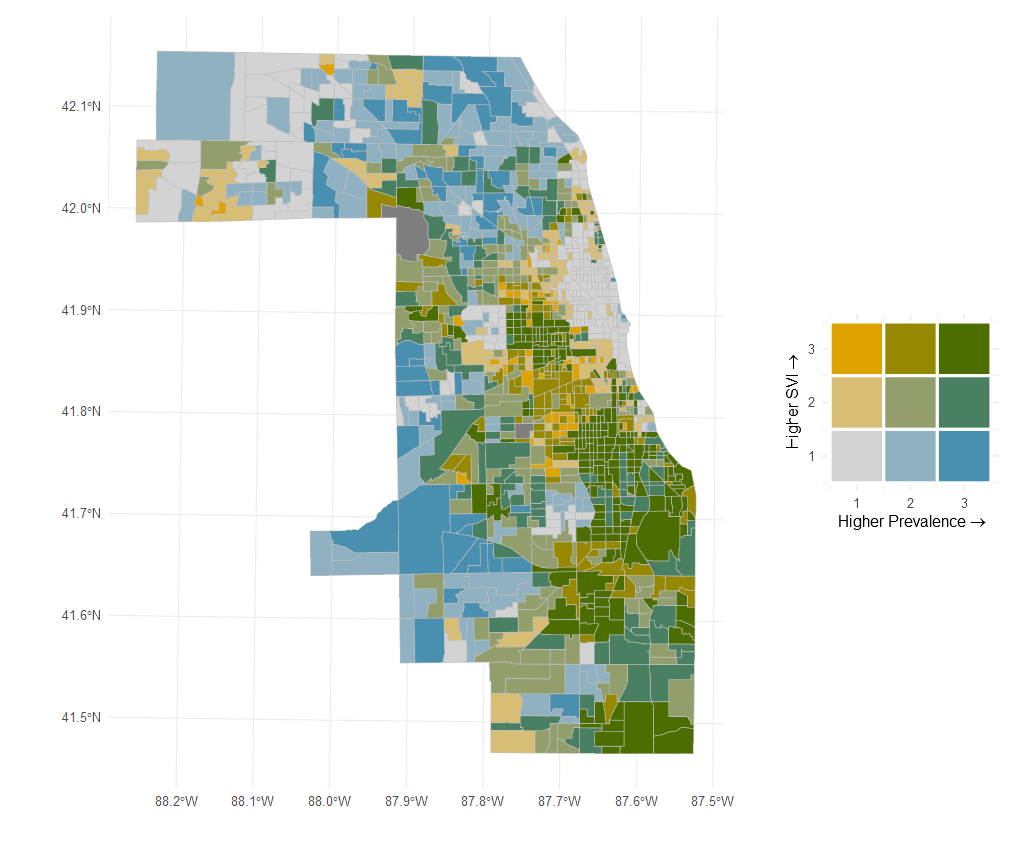 42.1°N
42.0°N
41.9°N
41.8°N
41.7°N
41.6°N
41.5°N
88.2°W 88.1°W 88.0°W 87.9°W 87.8°W 87.7°W 87.6°W 87.5°W
Higher SVI →
3
2
1
1 2 3
Higher Prevalence →